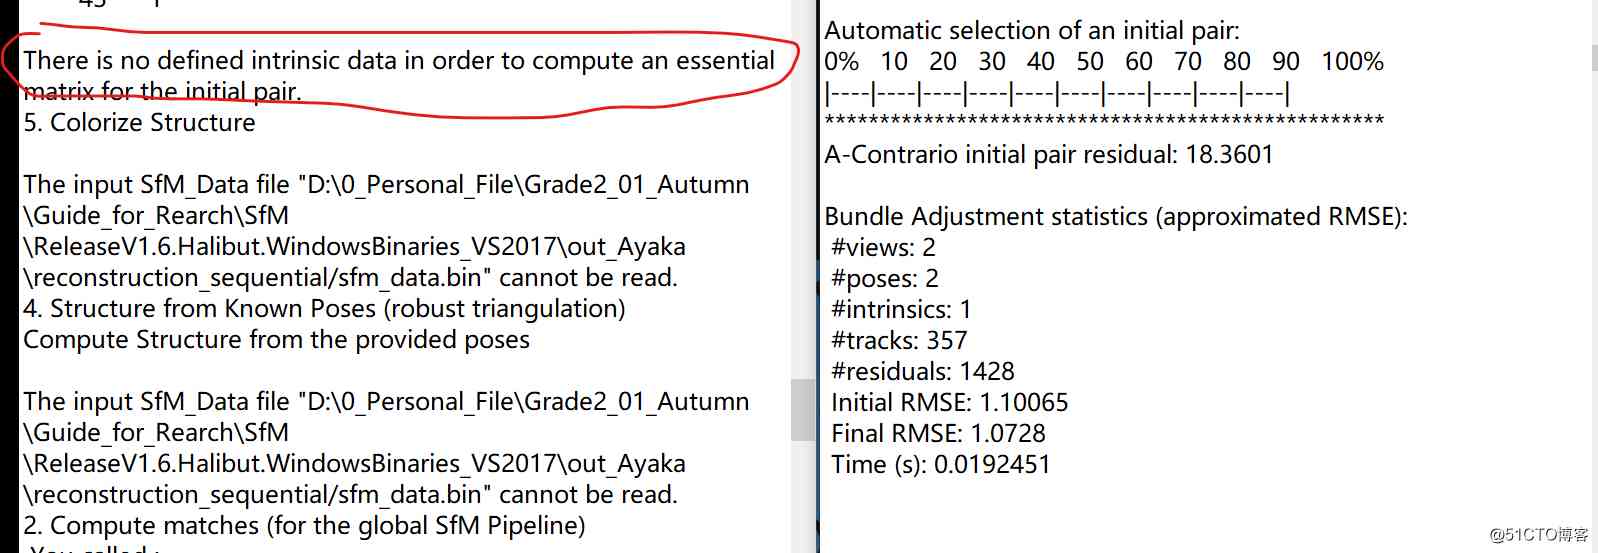 There is no defined intrinsic data in order to compute an essential
matrix for the initial pair.
5. Colorize Structure
The input SfM_Data file "D:\0_Personal_File\Grade2_01_Autumn
\Guide_for_Rearch\SfM
\ReleaseV1.6.Halibut.WindowsBinaries_VS2017\out_Ayaka
\reconstruction_sequential/sfm_data.bin" cannot be read.
4. Structure from Known Poses (robust triangulation)
Compute Structure from the provided poses
The input SfM_Data file "D:\0_Personal_File\Grade2_01_Autumn
\Guide_for_Rearch\SfM
\ReleaseV1.6.Halibut.WindowsBinaries_VS2017\out_Ayaka
\reconstruction_sequential/sfm_data.bin" cannot be read.
2. Compute matches (for the global SfM Pipeline)
Automatic selection of an initial pair:
0% 10 20 30 40 50 60 70 80 90 100%
|----|----|----|----|----|----|----|----|----|----|
***************************************************
A-Contrario initial pair residual: 18.3601
Bundle Adjustment statistics (approximated RMSE):
#views: 2
#poses: 2
#intrinsics: 1
#tracks: 357
#residuals: 1428
Initial RMSE: 1.10065
Final RMSE: 1.0728
Time (s): 0.0192451
@51CTO博客